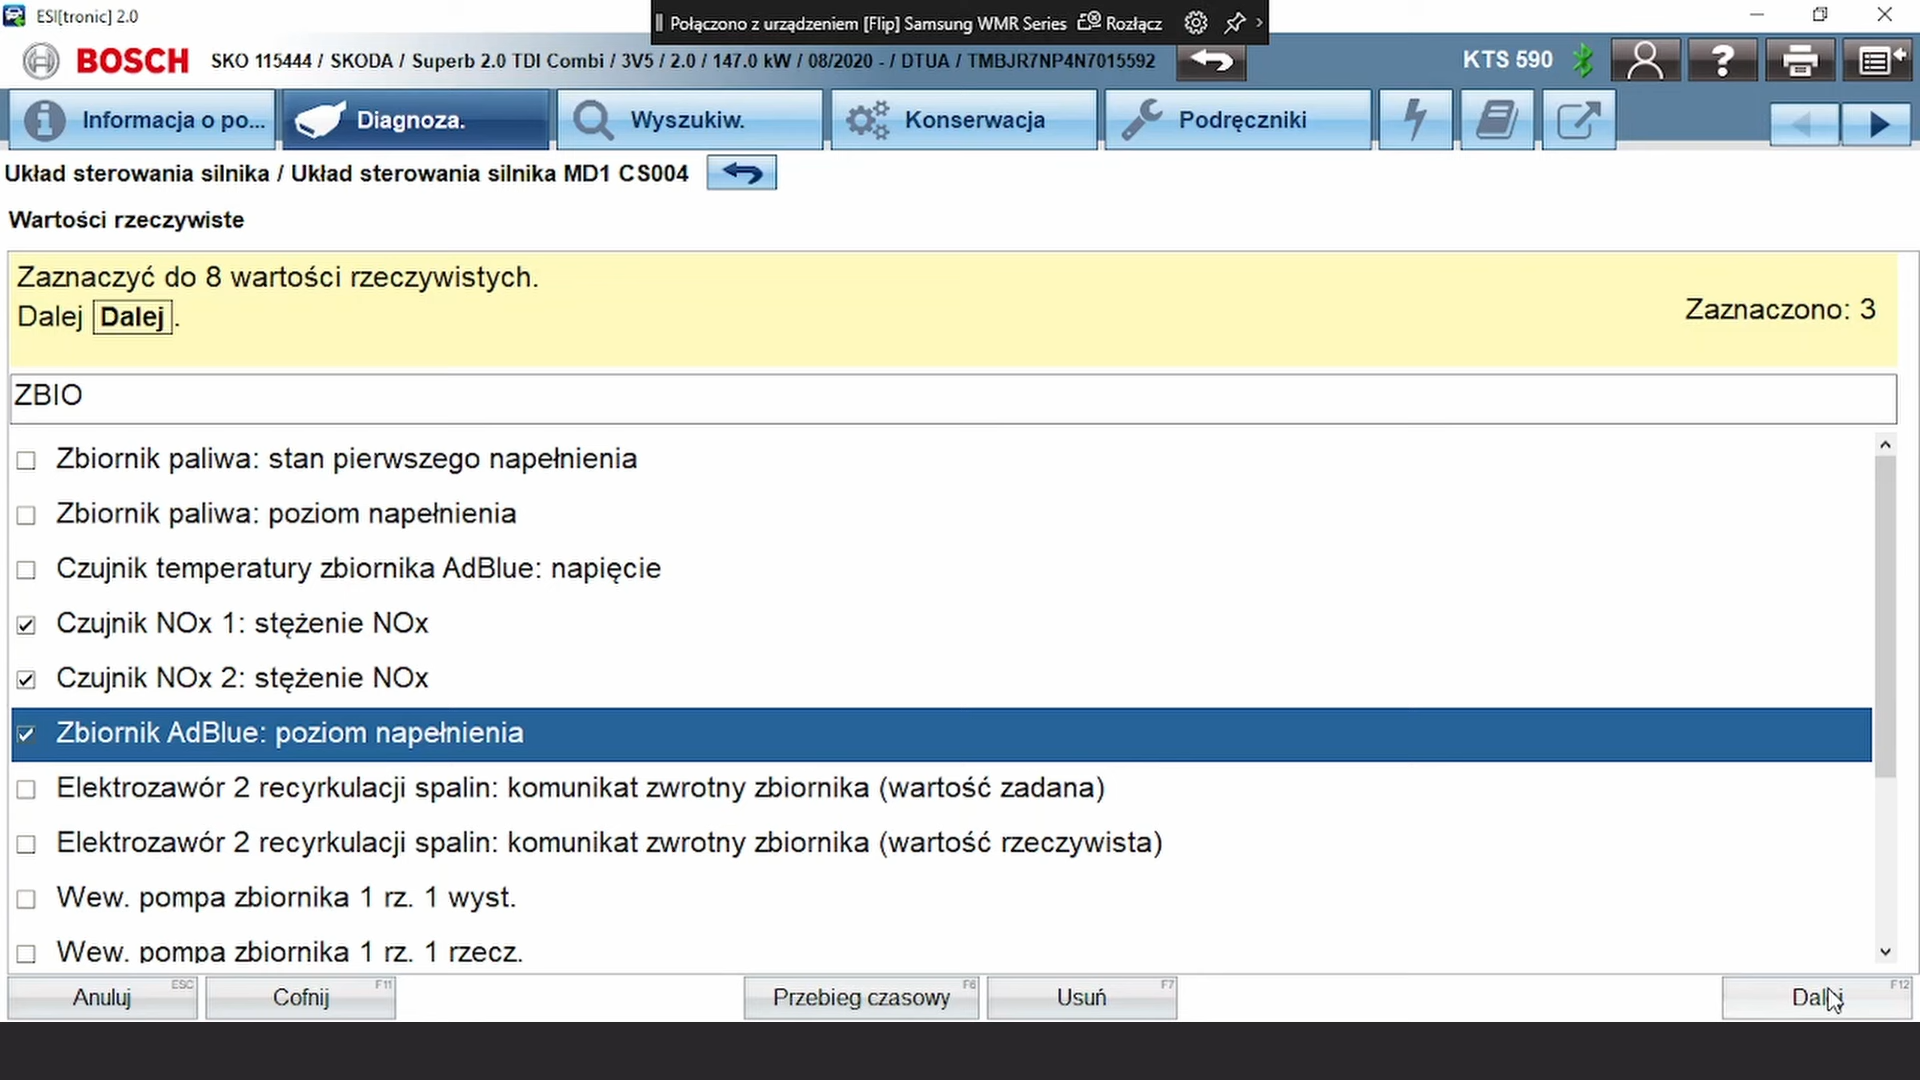 ESI[tronic] 2.0
Połączono z urządzeniem [Flip] Samsung WMR Series Rozłącz
BOSCH SKO 115444 / SKODA / Superb 2.0 TDI Combi / 3V5 / 2.0 / 147.0 kW / 08/2020 - / DTUA / TMBJR7NP4N7015592 KTS 590
Informacja o po... Diagnoza. Wyszukiw. Konserwacja Podręczniki
Układ sterowania silnika / Układ sterowania silnika MD1 CS004
Wartości rzeczywiste
Zaznaczyć do 8 wartości rzeczywistych.
Dalej Dalej.
Zaznaczono: 3
ZBIO
Zbiornik paliwa: stan pierwszego napełnienia
Zbiornik paliwa: poziom napełnienia
Czujnik temperatury zbiornika AdBlue: napięcie
Czujnik NOx 1: stężenie NOx
Czujnik NOx 2: stężenie NOx
Zbiornik AdBlue: poziom napełnienia
Elektrozawór 2 recyrkulacji spalin: komunikat zwrotny zbiornika (wartość zadana)
Elektrozawór 2 recyrkulacji spalin: komunikat zwrotny zbiornika (wartość rzeczywista)
Wew. pompa zbiornika 1 rz. 1 wyst.
Wew. pompa zbiornika 1 rz. 1 rzecz.
Anuluj ESC Cofnij F11 Przebieg czasowy F6 Usuń F7 Dalej F12